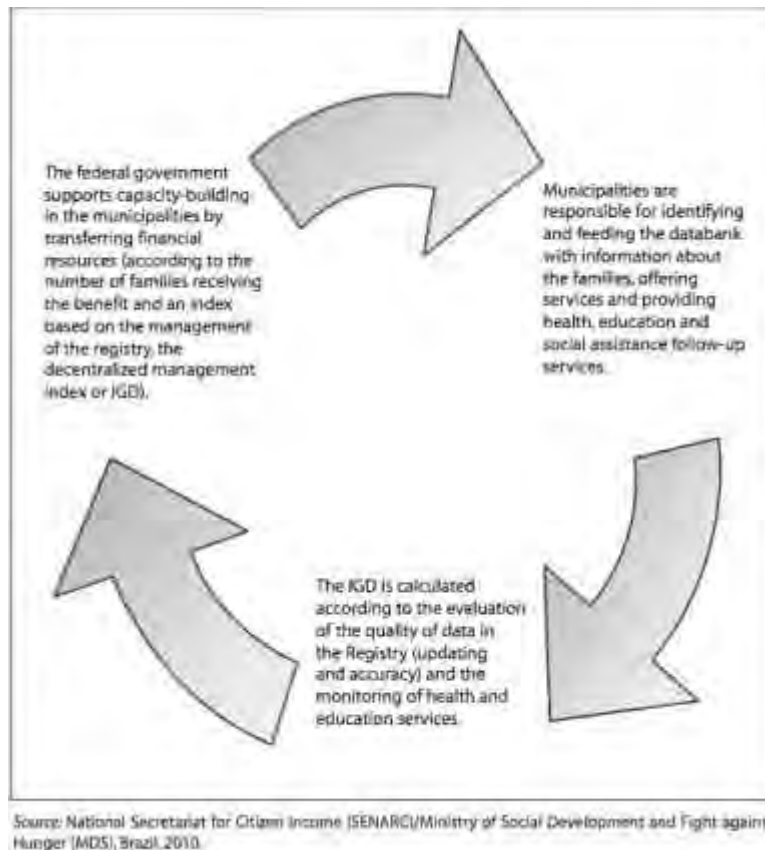 The federal government
supports capacity-building
in the municipalities by
transferring financial
resources (according to the
number of families receiving
the benefit and an index
based on the management
of the registry, the
decentralized management
index or IGD).
Municipalities are
responsible for identifying
and feeding the databank
with information about
the families, offering
services and providing
health, education and
social assistance follow-up
services.
The IGD is calculated
according to the evaluation
of the quality of data in
the Registry (updating
and accuracy) and the
monitoring of health and
education services.
Source: National Secretariat for Citizen Income (SENARC)/Ministry of Social Development and Fight against
Hunger (MDS), Brazil, 2010.